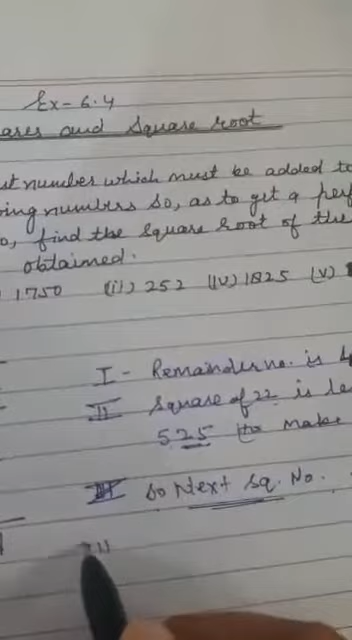 Ex-6.4
ares and Square root
st number which must be added to
ing numbers so, as to get a perf
o, find the square root of the
obtained.
1750 (ii) 252 (iv) 1825 (v)
I - Remainder no. is
II Square of 22 is le
525 to make
III So Next sq. No.